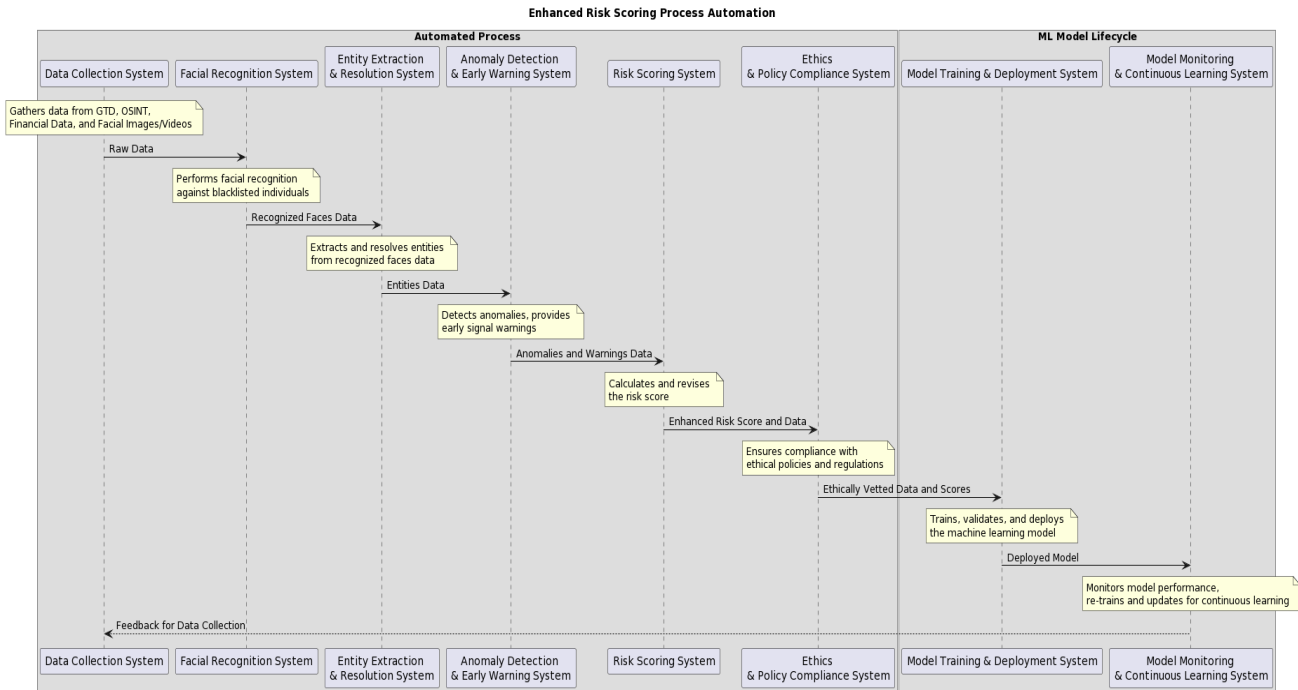 Enhanced Risk Scoring Process Automation
Automated Process
ML Model Lifecycle
Data Collection System
Facial Recognition System
Entity Extraction
& Resolution System
Anomaly Detection
& Early Warning System
Risk Scoring System
Ethics
& Policy Compliance System
Model Training & Deployment System
Model Monitoring
& Continuous Learning System
Gathers data from GTD, OSINT,
Financial Data, and Facial Images/Videos
Raw Data
Performs facial recognition
against blacklisted individuals
Recognized Faces Data
Extracts and resolves entities
from recognized faces data
Entities Data
Detects anomalies, provides
early signal warnings
Anomalies and Warnings Data
Calculates and revises
the risk score
Enhanced Risk Score and Data
Ensures compliance with
ethical policies and regulations
Ethically Vetted Data and Scores
Trains, validates, and deploys
the machine learning model
Deployed Model
Monitors model performance,
re-trains and updates for continuous learning
Feedback for Data Collection
Data Collection System
Facial Recognition System
Entity Extraction
& Resolution System
Anomaly Detection
& Early Warning System
Risk Scoring System
Ethics
& Policy Compliance System
Model Training & Deployment System
Model Monitoring
& Continuous Learning System